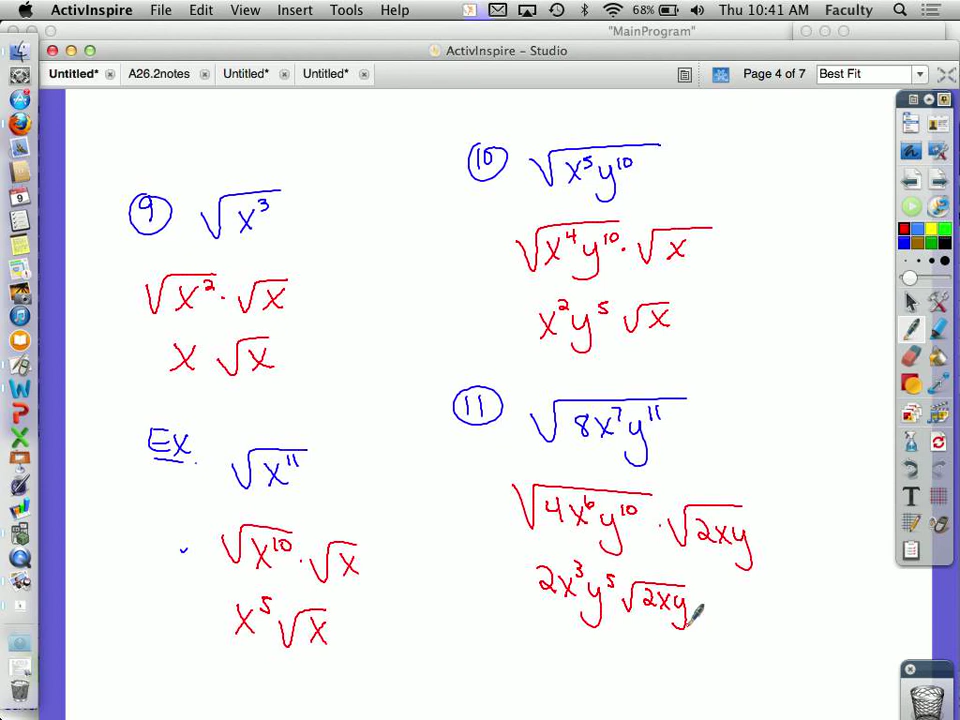 ActivInspire File Edit View Insert Tools Help 68% Thu 10:41 AM Faculty
"MainProgram"
ActivInspire – Studio
Untitled* A26.2notes Untitled* Untitled* Page 4 of 7 Best Fit
9 √x³
√x² · √x
x √x
Ex.
√x¹¹
√x¹⁰ · √x
x⁵ √x
10 √x⁵y¹⁰
√x⁴y¹⁰ · √x
x²y⁵ √x
11 √8x⁷y¹¹
√4x⁶y¹⁰ · √2xy
2x³y⁵ √2xy